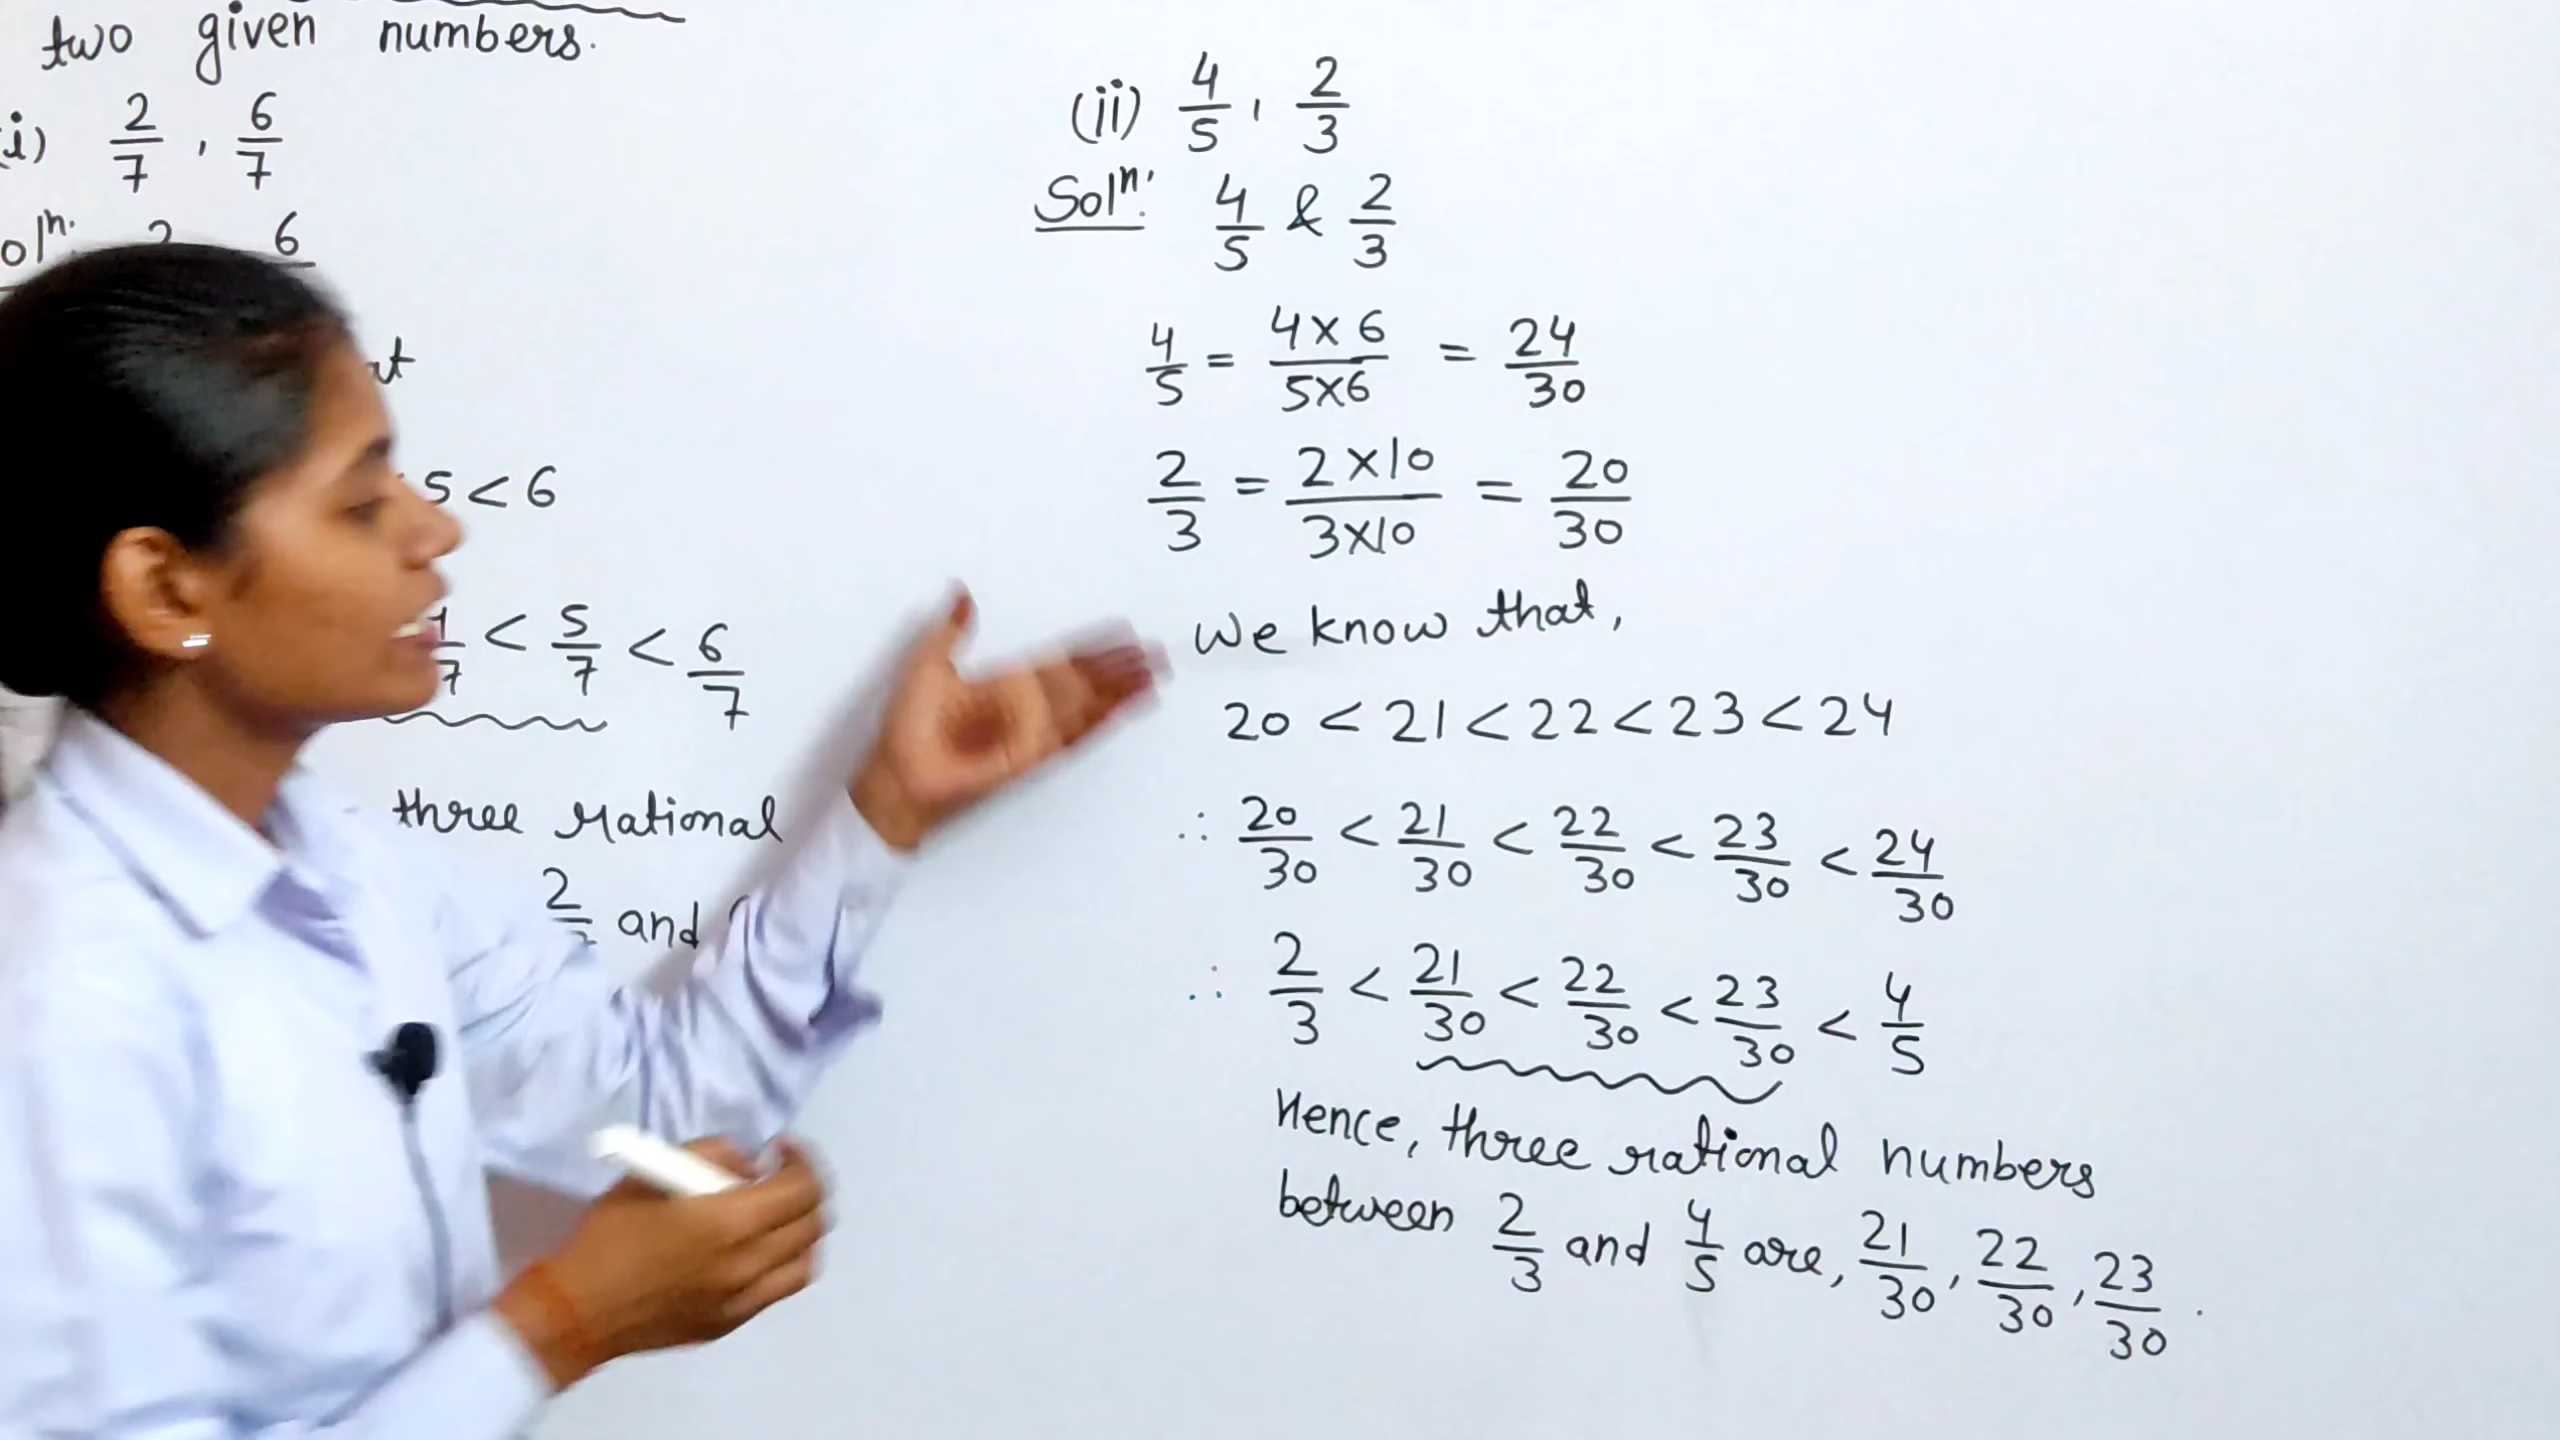 two given numbers.
(i) 2/7 , 6/7
6
5 < 6
< 5/7 < 6/7
three rational
2 and
(ii) 4/5 , 2/3
Solⁿ. 4/5 & 2/3
4/5 = 4×6/5×6 = 24/30
2/3 = 2×10/3×10 = 20/30
We know that,
20 < 21 < 22 < 23 < 24
∴ 20/30 < 21/30 < 22/30 < 23/30 < 24/30
∴ 2/3 < 21/30 < 22/30 < 23/30 < 4/5
Hence, three rational numbers
between 2/3 and 4/5 are, 21/30 , 22/30 , 23/30 .